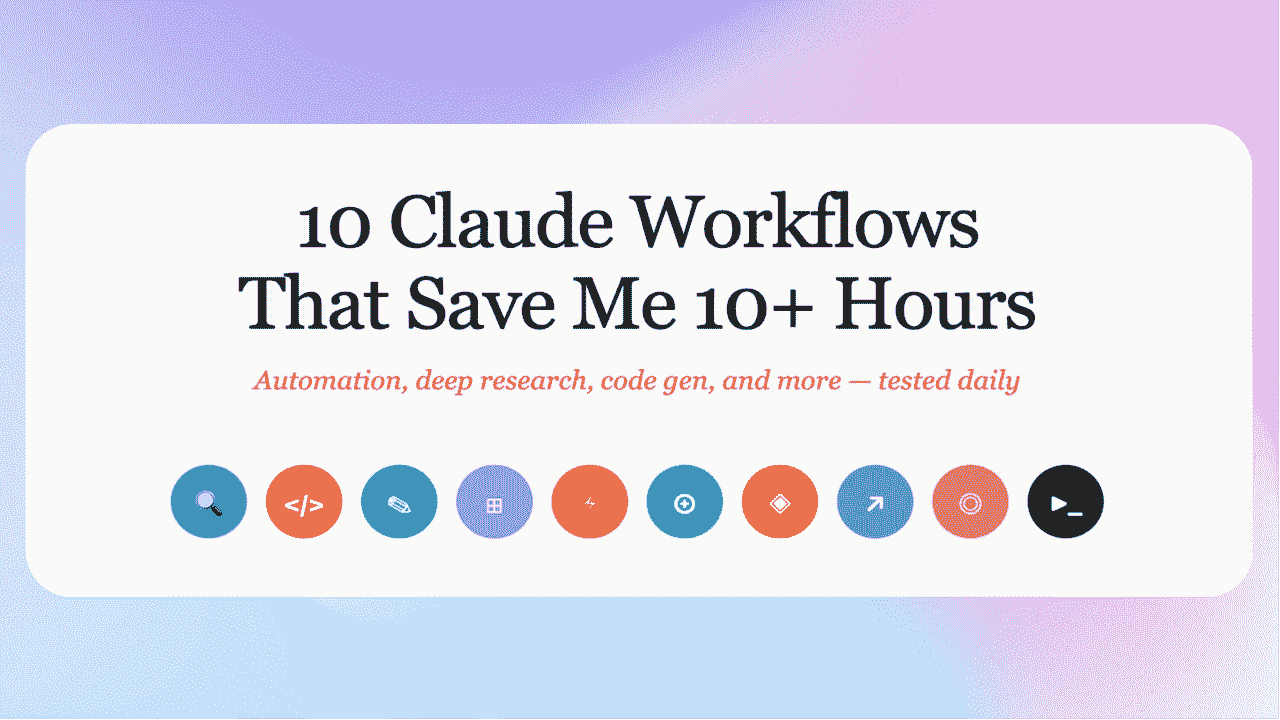 10 Claude Workflows
That Save Me 10+ Hours
Automation, deep research, code gen, and more — tested daily
</>